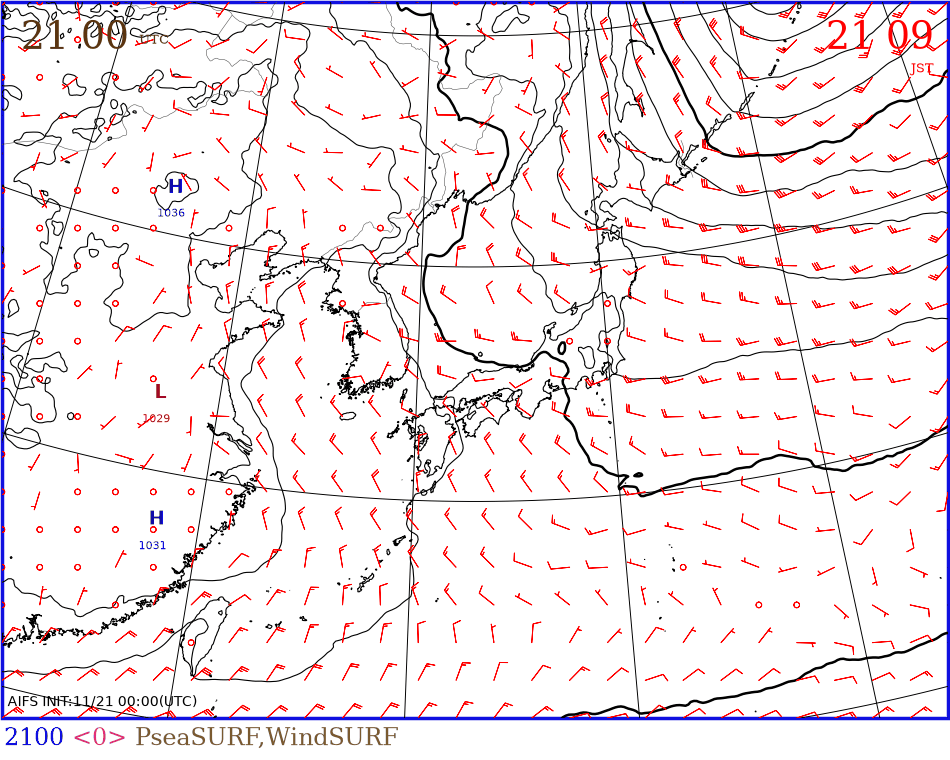 21 00 UTC
21 09
JST
H
1036
L
1029
H
1031
AIFS INIT:11/21 00:00(UTC)
2100 <0> PseaSURF,WindSURF